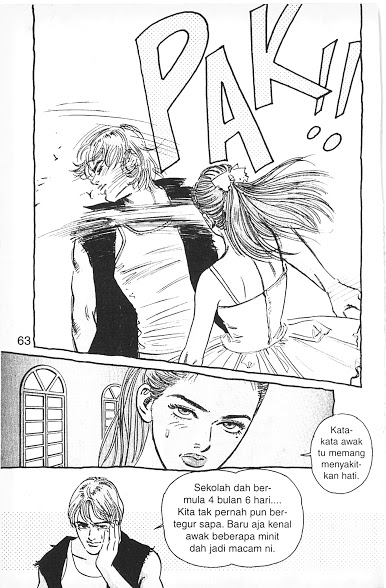 PAK!!
63
Kata-
kata awak
tu memang
menyakit-
kan hati.
Sekolah dah ber-
mula 4 bulan 6 hari....
Kita tak pernah pun ber-
tegur sapa. Baru aja kenal
awak beberapa minit
dah jadi macam ni.